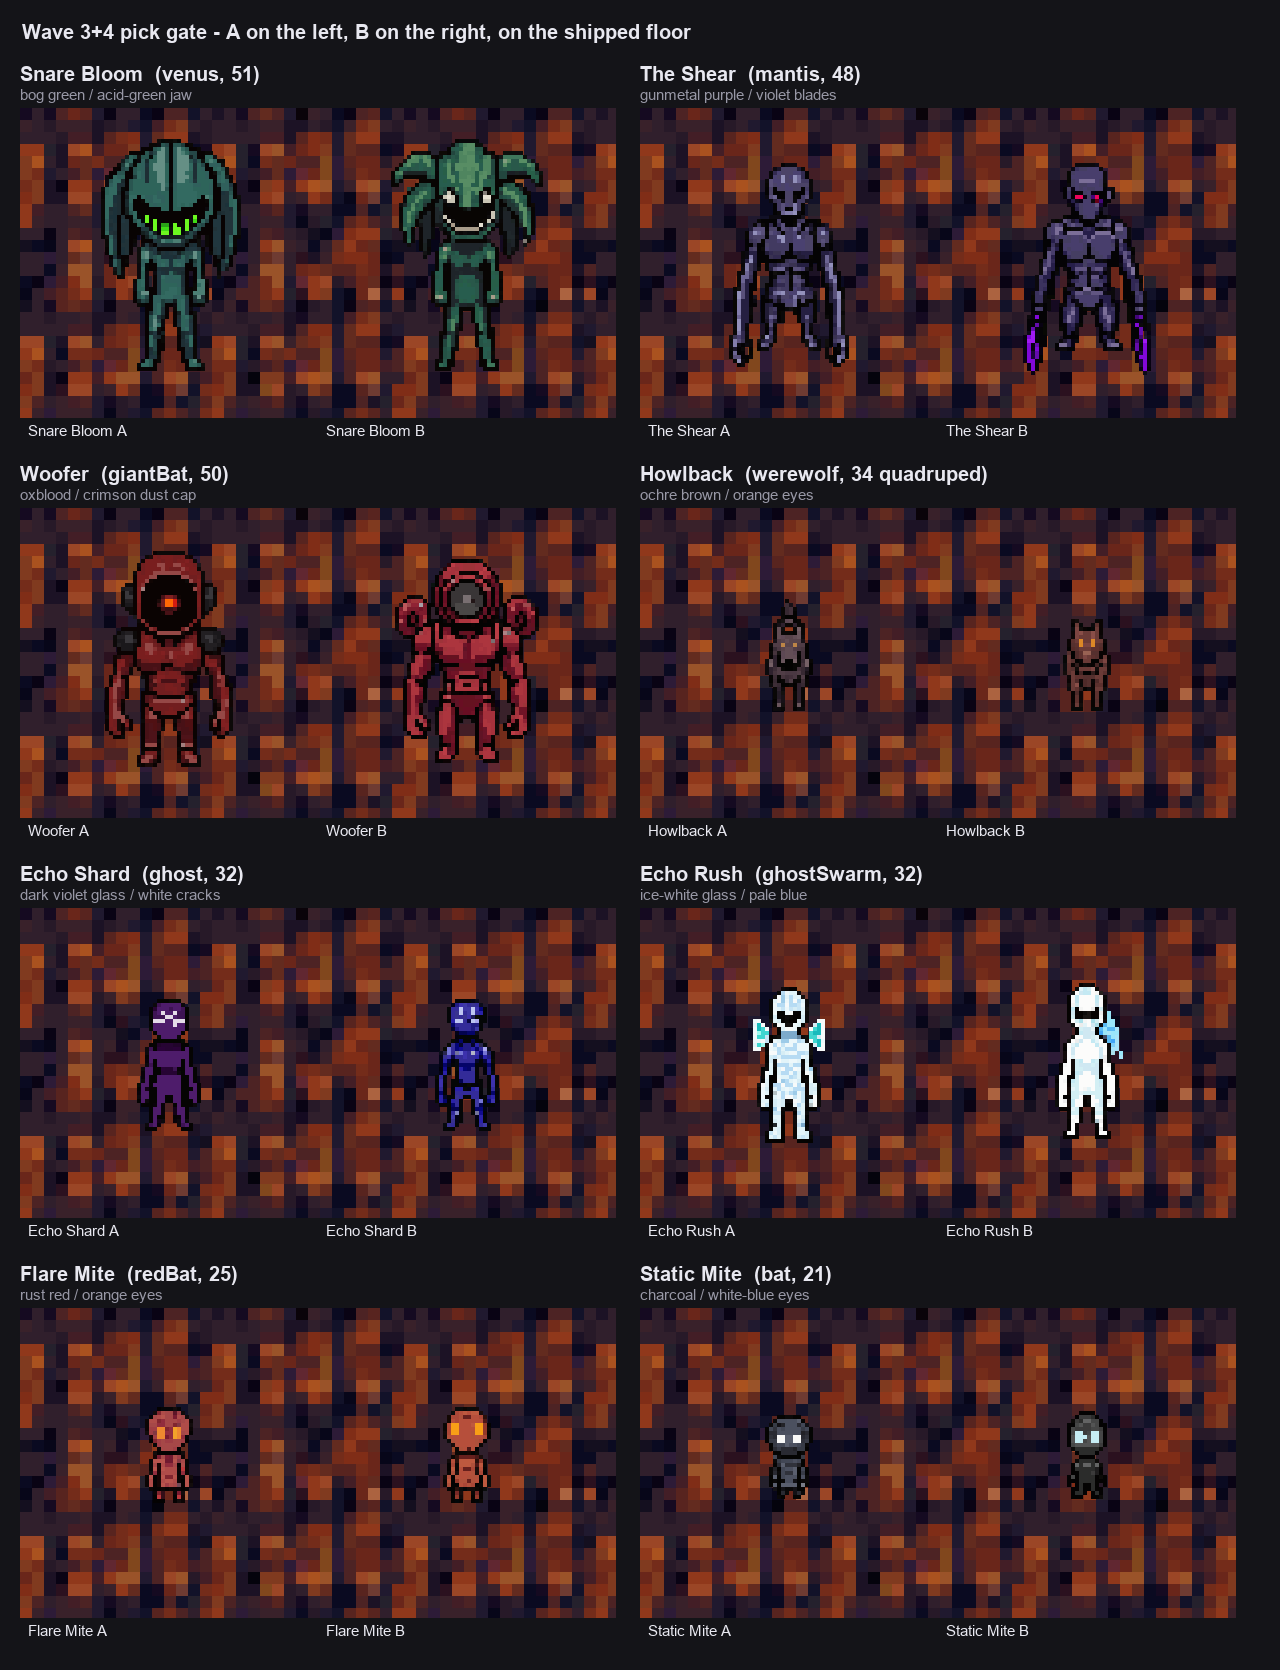 Wave 3+4 pick gate - A on the left, B on the right, on the shipped floor
Snare Bloom  (venus, 51)
bog green / acid-green jaw
Snare Bloom A
Snare Bloom B
The Shear  (mantis, 48)
gunmetal purple / violet blades
The Shear A
The Shear B
Woofer  (giantBat, 50)
oxblood / crimson dust cap
Woofer A
Woofer B
Howlback  (werewolf, 34 quadruped)
ochre brown / orange eyes
Howlback A
Howlback B
Echo Shard  (ghost, 32)
dark violet glass / white cracks
Echo Shard A
Echo Shard B
Echo Rush  (ghostSwarm, 32)
ice-white glass / pale blue
Echo Rush A
Echo Rush B
Flare Mite  (redBat, 25)
rust red / orange eyes
Flare Mite A
Flare Mite B
Static Mite  (bat, 21)
charcoal / white-blue eyes
Static Mite A
Static Mite B